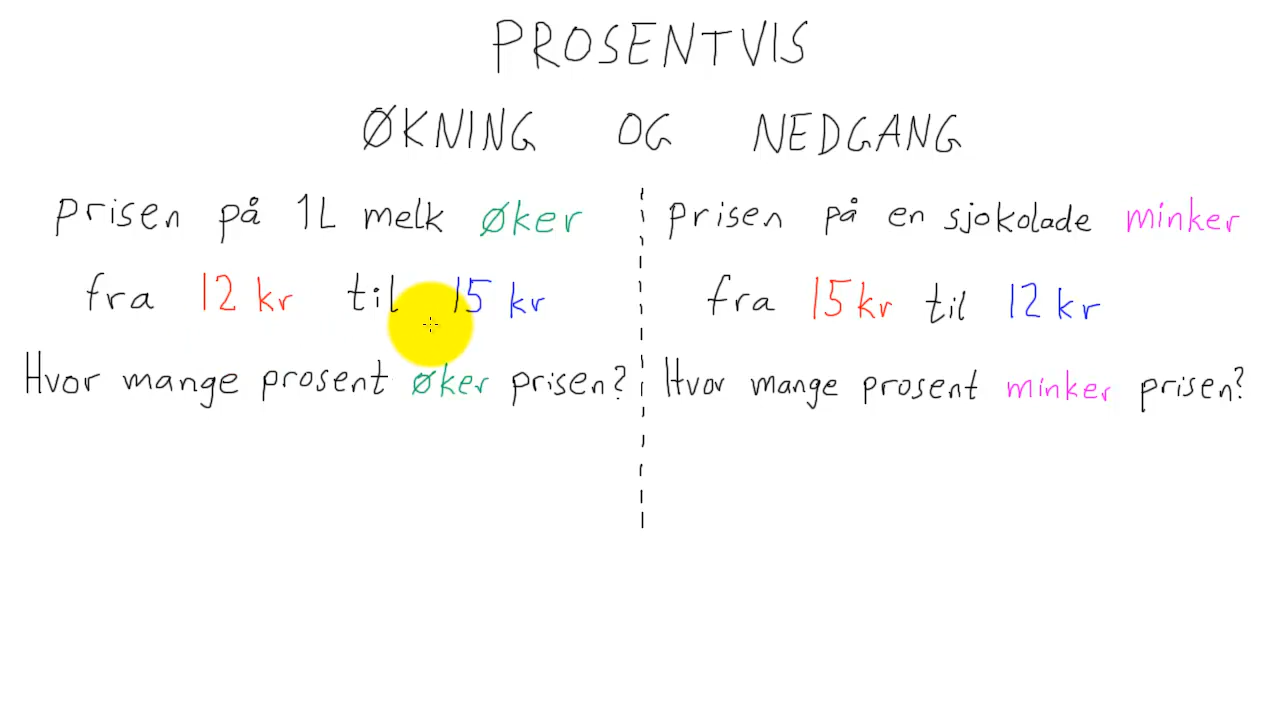 PROSENTVIS
ØKNING OG NEDGANG
prisen på 1L melk øker
fra 12 kr til 15 kr
Hvor mange prosent øker prisen?
prisen på en sjokolade minker
fra 15 kr til 12 kr
Hvor mange prosent minker prisen?